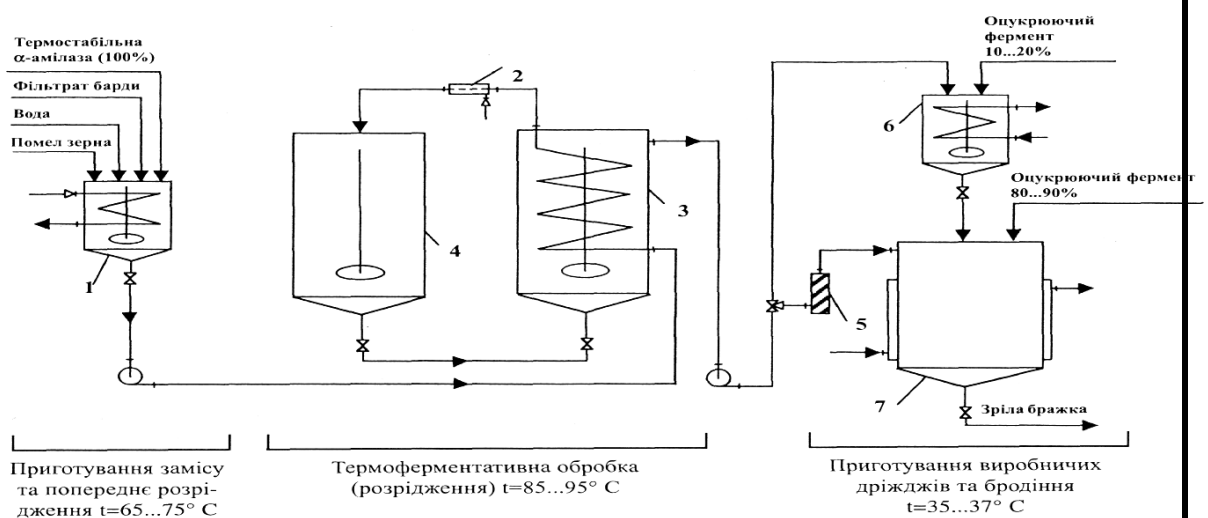 Термостабільна
α-амілаза (100%)
Фільтрат барди
Вода
Помел зерна
1
2
3
4
Оцукрюючий
фермент
10...20%
6
Оцукрюючий фермент
80...90%
5
7
Зріла бражка
Приготування замісу
та попереднє розрі-
дження t=65...75° С
Термоферментативна обробка
(розрідження) t=85...95° С
Приготування виробничих
дріжджів та бродіння
t=35...37° С